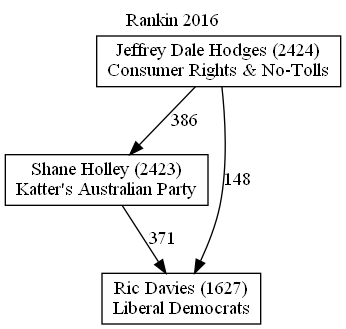 Rankin 2016
Jeffrey Dale Hodges (2424)
Consumer Rights & No-Tolls
386
Shane Holley (2423)
Katter's Australian Party
148
371
Ric Davies (1627)
Liberal Democrats